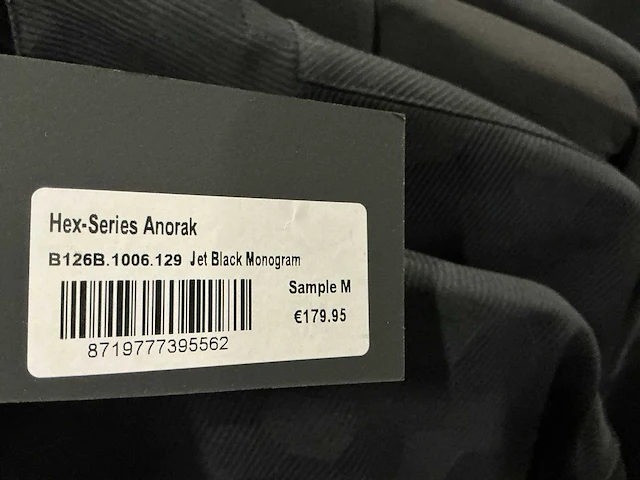 Hex-Series Anorak
B126B.1006.129 Jet Black Monogram
Sample M
€179.95
8719777395562